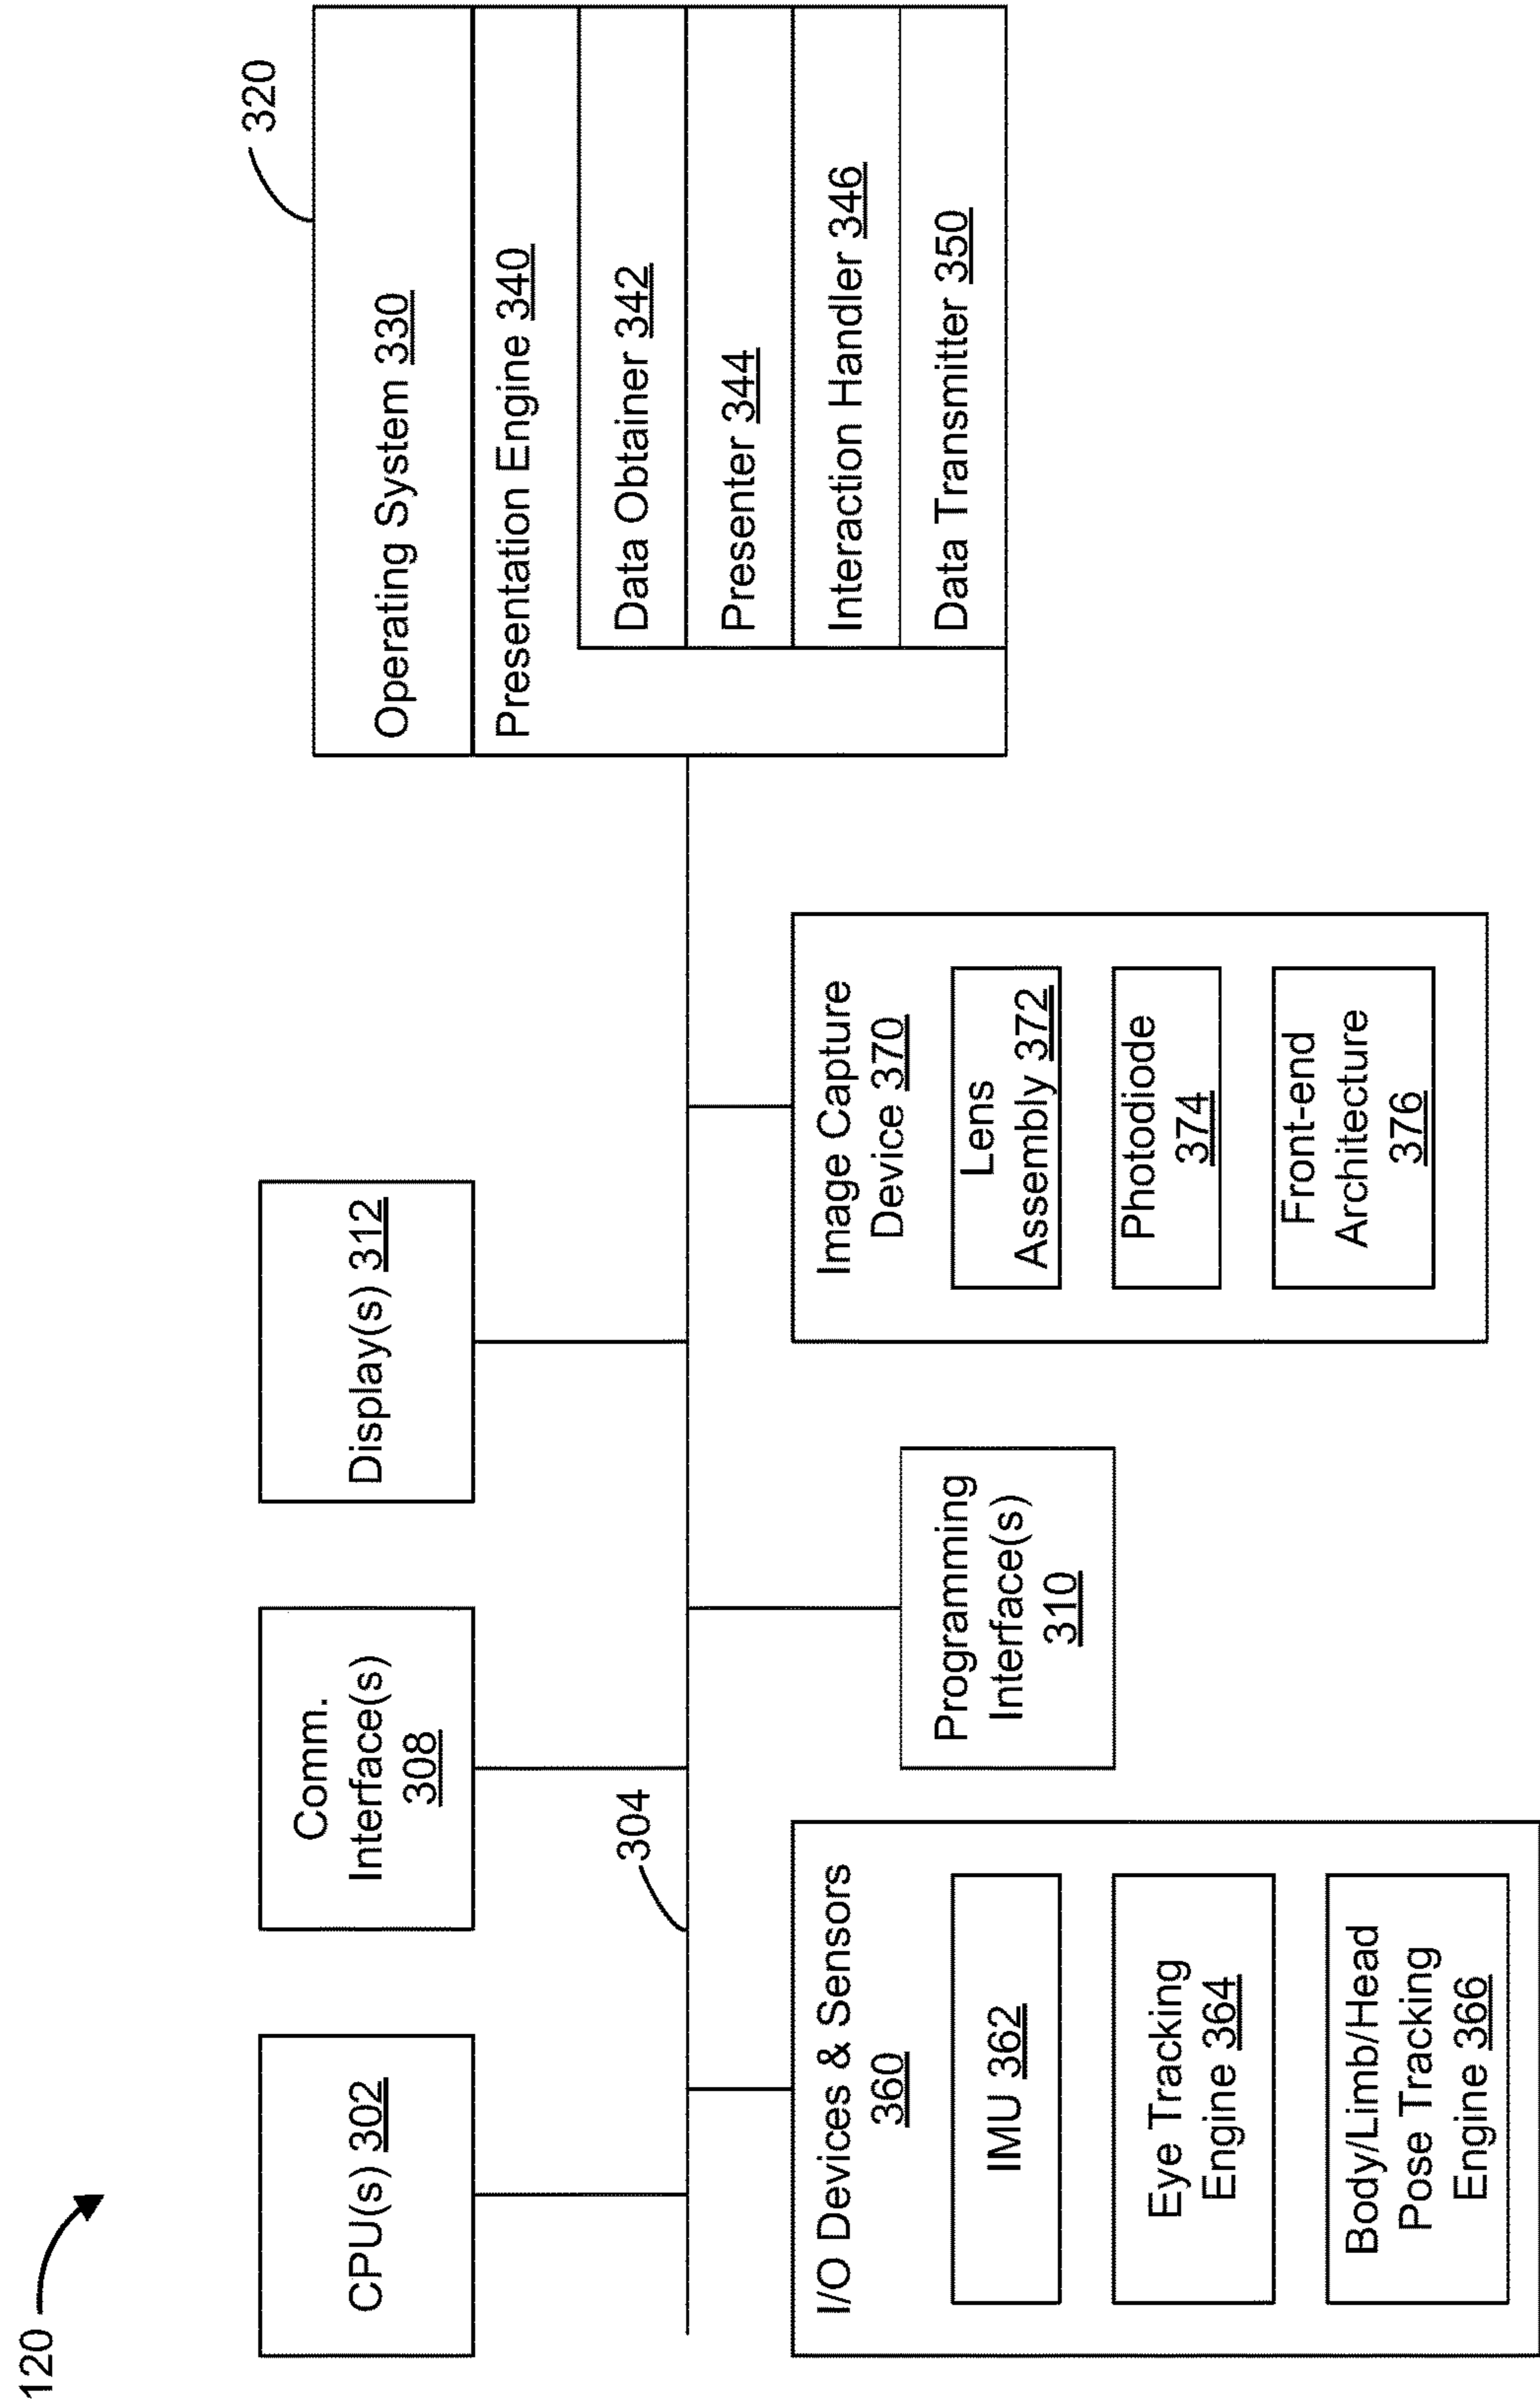 120
CPU(s) 302
Comm.
Interface(s)
308
Display(s) 312
304
320
Operating System 330
Presentation Engine 340
Data Obtainer 342
Presenter 344
Interaction Handler 346
Data Transmitter 350
I/O Devices & Sensors
360
IMU 362
Eye Tracking
Engine 364
Body/Limb/Head
Pose Tracking
Engine 366
Programming
Interface(s)
310
Image Capture
Device 370
Lens
Assembly 372
Photodiode
374
Front-end
Architecture
376